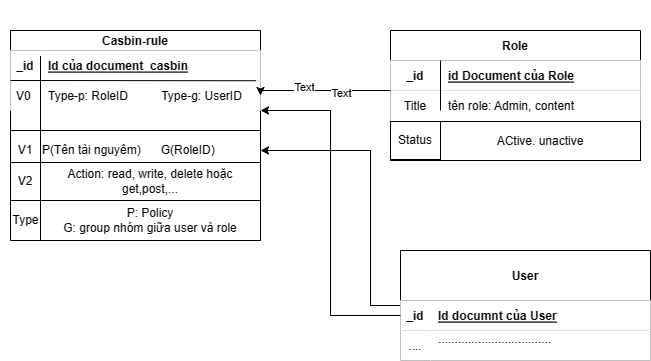 Casbin-rule
_id Id của document casbin
V0 Type-p: RoleID Type-g: UserID
V1 P(Tên tài nguyêm) G(RoleID)
V2 Action: read, write, delete hoặc
get,post,...
Type P: Policy
G: group nhóm giữa user và role
Text
Text
Role
_id id Document của Role
Title tên role: Admin, content
Status ACtive. unactive
User
_id Id documnt của User
.... ..................................